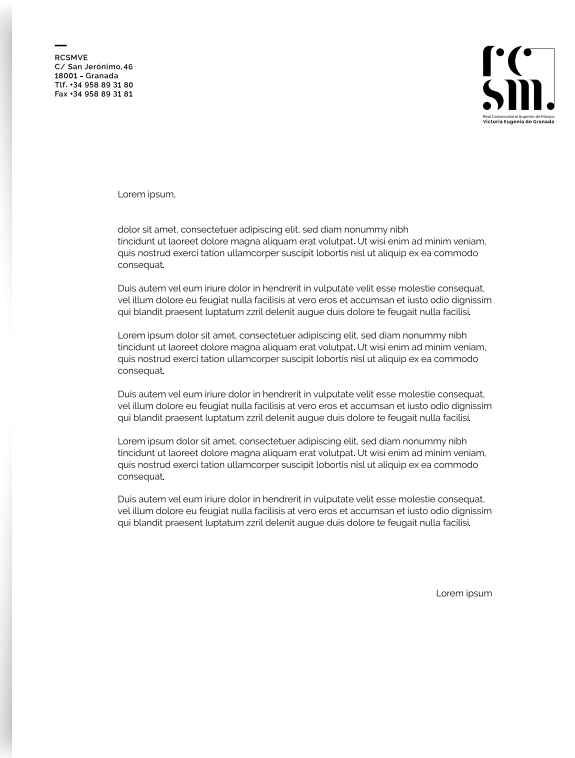 RCSMVE
C/ San Jerónimo, 46
18001 – Granada
Tlf. +34 958 89 31 80
Fax +34 958 89 31 81
rc
sm.
Real Conservatorio Superior de Música
Victoria Eugenia de Granada
Lorem ipsum,
dolor sit amet, consectetuer adipiscing elit, sed diam nonummy nibh
tincidunt ut laoreet dolore magna aliquam erat volutpat. Ut wisi enim ad minim veniam,
quis nostrud exerci tation ullamcorper suscipit lobortis nisl ut aliquip ex ea commodo
consequat.
Duis autem vel eum iriure dolor in hendrerit in vulputate velit esse molestie consequat,
vel illum dolore eu feugiat nulla facilisis at vero eros et accumsan et iusto odio dignissim
qui blandit praesent luptatum zzril delenit augue duis dolore te feugait nulla facilisi.
Lorem ipsum dolor sit amet, consectetuer adipiscing elit, sed diam nonummy nibh
tincidunt ut laoreet dolore magna aliquam erat volutpat. Ut wisi enim ad minim veniam,
quis nostrud exerci tation ullamcorper suscipit lobortis nisl ut aliquip ex ea commodo
consequat.
Duis autem vel eum iriure dolor in hendrerit in vulputate velit esse molestie consequat,
vel illum dolore eu feugiat nulla facilisis at vero eros et accumsan et iusto odio dignissim
qui blandit praesent luptatum zzril delenit augue duis dolore te feugait nulla facilisi.
Lorem ipsum dolor sit amet, consectetuer adipiscing elit, sed diam nonummy nibh
tincidunt ut laoreet dolore magna aliquam erat volutpat. Ut wisi enim ad minim veniam,
quis nostrud exerci tation ullamcorper suscipit lobortis nisl ut aliquip ex ea commodo
consequat.
Duis autem vel eum iriure dolor in hendrerit in vulputate velit esse molestie consequat,
vel illum dolore eu feugiat nulla facilisis at vero eros et accumsan et iusto odio dignissim
qui blandit praesent luptatum zzril delenit augue duis dolore te feugait nulla facilisi.
Lorem ipsum